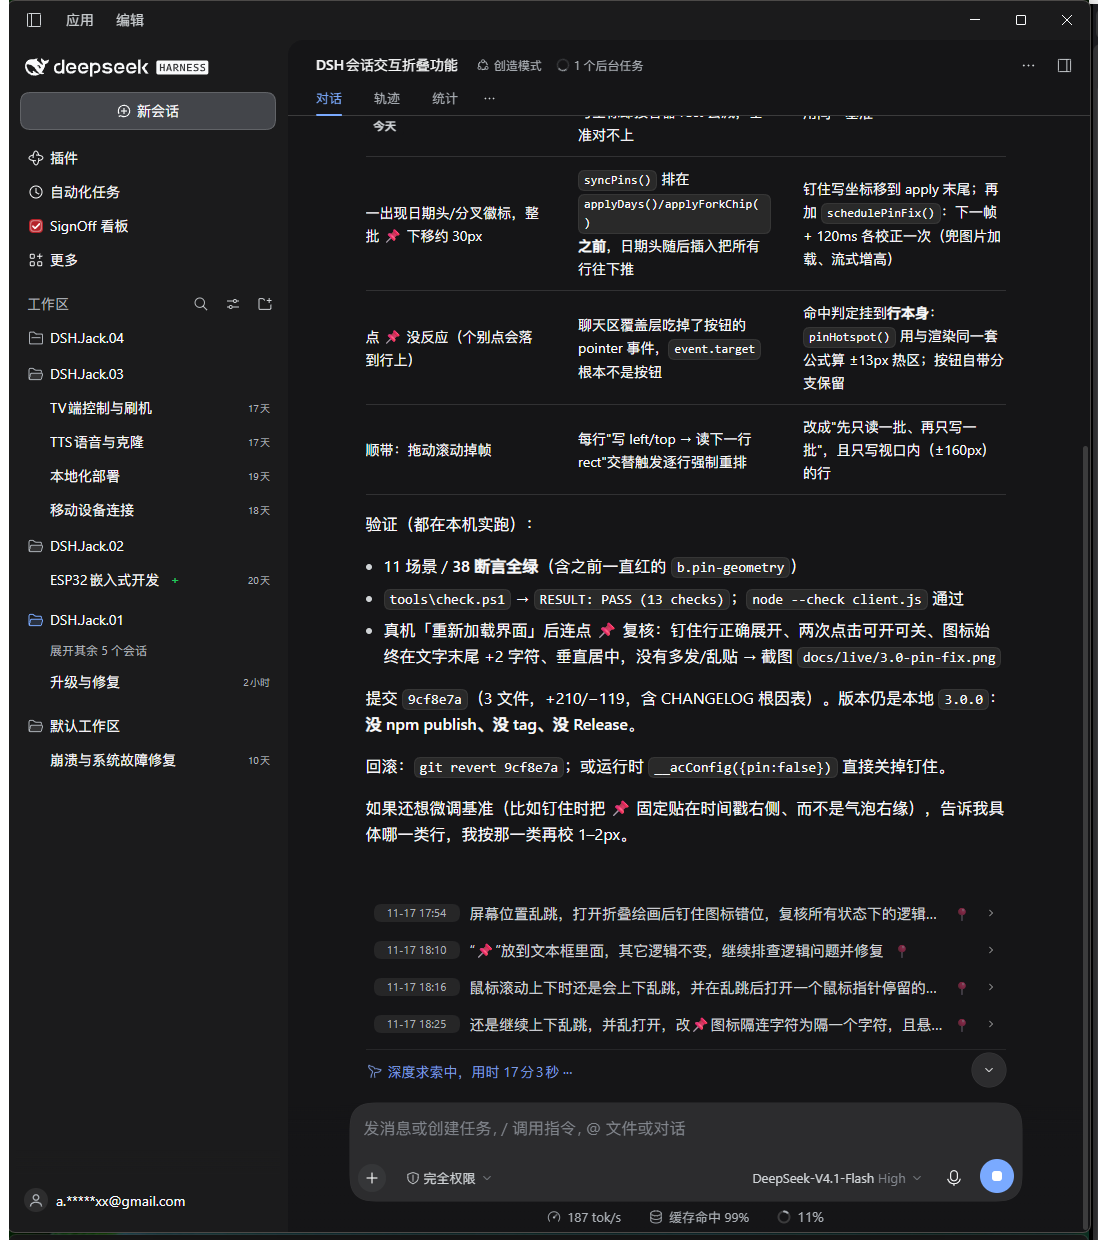 应用 编辑
deepseek HARNESS
新会话
插件
自动化任务
SignOff 看板
更多
工作区
DSHJack.04
DSHJack.03
TV端控制与刷机 17天
TTS语音与克隆 17天
本地化部署 19天
移动设备连接 18天
DSHJack.02
ESP32嵌入式开发 + 20天
DSHJack.01
展开其余 5 个会话
升级与修复 2小时
默认工作区
崩溃与系统故障修复 10天
a.*****xx@gmail.com
DSH会话交互折叠功能 创造模式 1 个后台任务
对话 轨迹 统计 ···
今天
准对不上
一出现日期头/分叉徽标，整
批 📌 下移约 30px
syncPins() 排在
applyDays()/applyForkChip(
)
之前，日期头随后插入把所有
行往下推
钉住写坐标移到 apply 末尾；再
加 schedulePinFix()：下一帧
+ 120ms 各校正一次（兜图片加
载、流式增高）
点 📌 没反应（个别点会落
到行上）
聊天区覆盖层吃掉了按钮的
pointer 事件，event.target
根本不是按钮
命中判定挂到行本身：
pinHotspot() 用与渲染同一套
公式算 ±13px 热区；按钮自带分
支保留
顺带：拖动滚动掉帧
每行"写 left/top → 读下一行
rect"交替触发逐行强制重排
改成"先只读一批、再只写一
批"，且只写视口内（±160px）
的行
验证（都在本机实跑）：
• 11 场景 / 38 断言全绿（含之前一直红的 b.pin-geometry）
• tools\check.ps1 → RESULT: PASS (13 checks)；node --check client.js 通过
• 真机「重新加载界面」后连点 📌 复核：钉住行正确展开、两次点击可开可关、图标始
终在文字末尾 +2 字符、垂直居中，没有多发/乱贴 → 截图 docs/live/3.0-pin-fix.png
提交 9cf8e7a（3 文件，+210/−119，含 CHANGELOG 根因表）。版本仍是本地 3.0.0：
没 npm publish、没 tag、没 Release。
回滚：git revert 9cf8e7a；或运行时 __acConfig({pin:false}) 直接关掉钉住。
如果还想微调基准（比如钉住时把 📌 固定贴在时间戳右侧、而不是气泡右缘），告诉我具
体哪一类行，我按那一类再校 1–2px。
11-17 17:54 屏幕位置乱跳，打开折叠绘画后钉住图标错位，复核所有状态下的逻辑...
11-17 18:10 “📌”放到文本框里面，其它逻辑不变，继续排查逻辑问题并修复
11-17 18:16 鼠标滚动上下时还是会上下乱跳，并在乱跳后打开一个鼠标指针停留的...
11-17 18:25 还是继续上下乱跳，并乱打开，改📌图标隔连字符为隔一个字符，且悬...
深度求索中，用时 17分3秒 ···
发消息或创建任务, / 调用指令, @ 文件或对话
完全权限 DeepSeek-V4.1-Flash High
187 tok/s 缓存命中 99% 11%